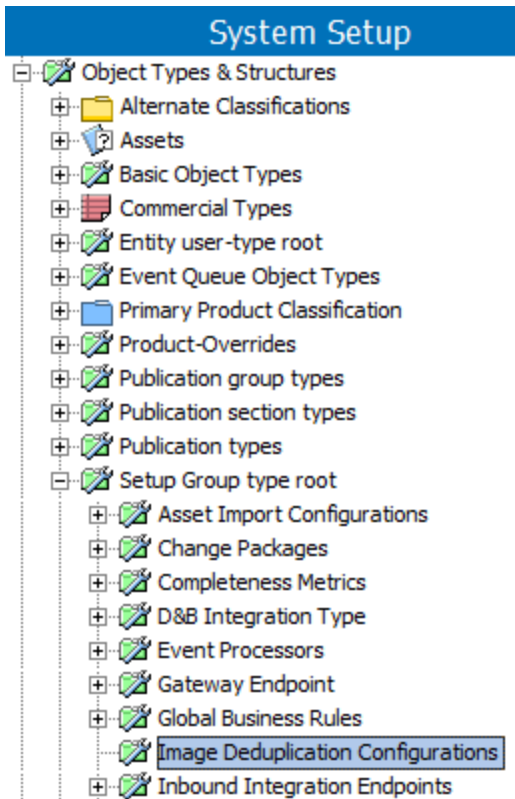 System Setup
Object Types & Structures
Alternate Classifications
Assets
Basic Object Types
Commercial Types
Entity user-type root
Event Queue Object Types
Primary Product Classification
Product-Overrides
Publication group types
Publication section types
Publication types
Setup Group type root
Asset Import Configurations
Change Packages
Completeness Metrics
D&B Integration Type
Event Processors
Gateway Endpoint
Global Business Rules
Image Deduplication Configurations
Inbound Integration Endpoints